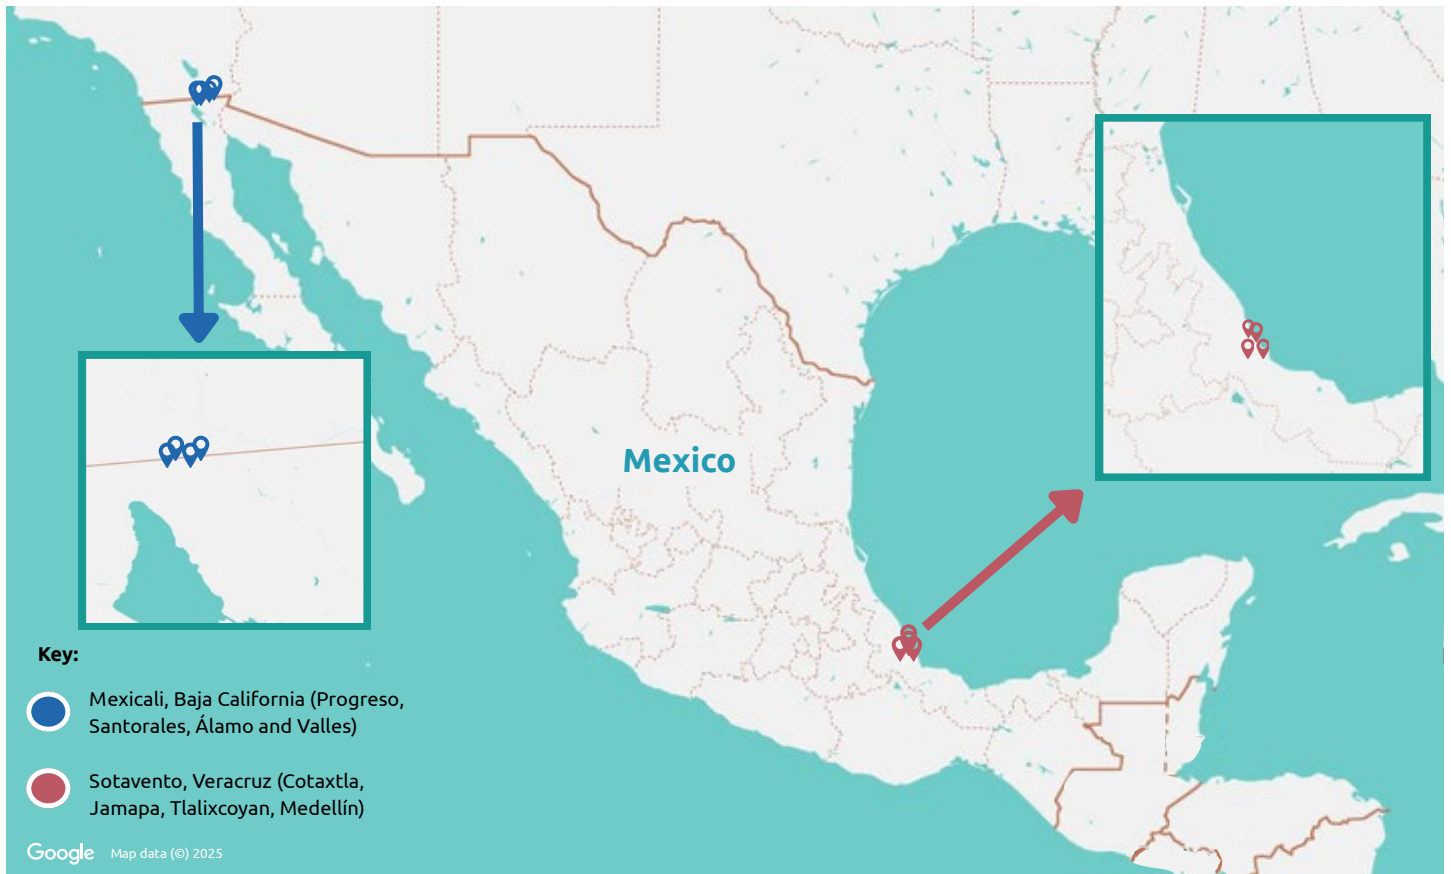 Mexico
Key:
Mexicali, Baja California (Progreso,
Santorales, Álamo and Valles)
Sotavento, Veracruz (Cotaxtla,
Jamapa, Tlalixcoyan, Medellín)
Google Map data (©) 2025